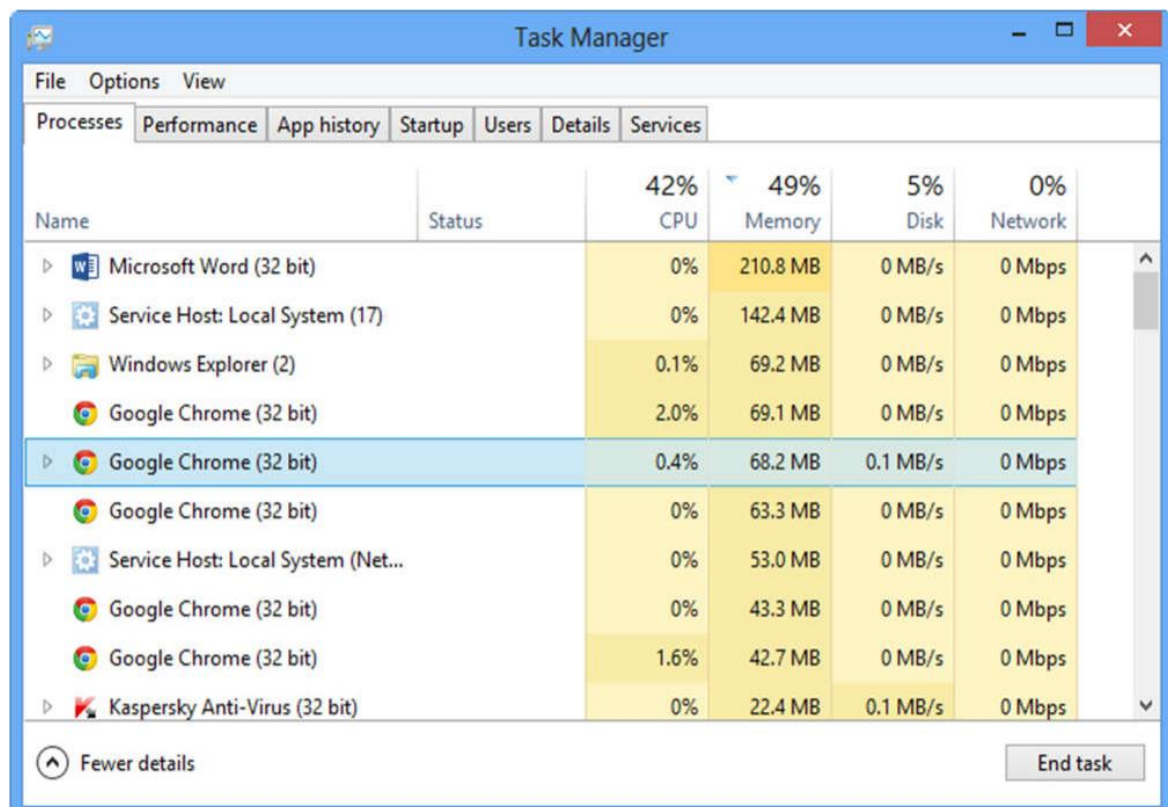 Task Manager
File Options View
Processes Performance App history Startup Users Details Services
42% 49% 5% 0%
Name Status CPU Memory Disk Network
Microsoft Word (32 bit) 0% 210.8 MB 0 MB/s 0 Mbps
Service Host: Local System (17) 0% 142.4 MB 0 MB/s 0 Mbps
Windows Explorer (2) 0.1% 69.2 MB 0 MB/s 0 Mbps
Google Chrome (32 bit) 2.0% 69.1 MB 0 MB/s 0 Mbps
Google Chrome (32 bit) 0.4% 68.2 MB 0.1 MB/s 0 Mbps
Google Chrome (32 bit) 0% 63.3 MB 0 MB/s 0 Mbps
Service Host: Local System (Net... 0% 53.0 MB 0 MB/s 0 Mbps
Google Chrome (32 bit) 0% 43.3 MB 0 MB/s 0 Mbps
Google Chrome (32 bit) 1.6% 42.7 MB 0 MB/s 0 Mbps
Kaspersky Anti-Virus (32 bit) 0% 22.4 MB 0.1 MB/s 0 Mbps
Fewer details End task